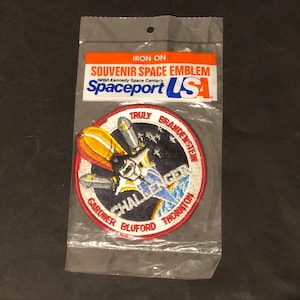 IRON ON
SOUVENIR SPACE EMBLEM
NASA Kennedy Space Center's
Spaceport USA
TRULY BRANDENSTEIN
CHALLENGER
GARDNER BLUFORD THORNTON